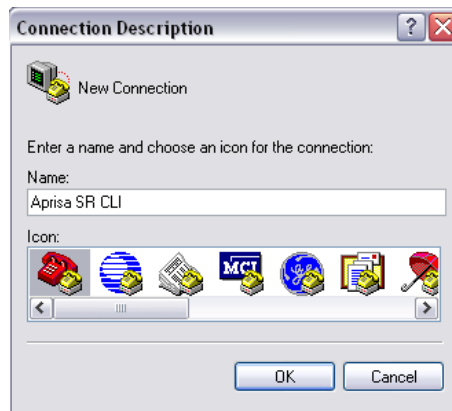 Connection Description
New Connection
Enter a name and choose an icon for the connection:
Name:
Aprisa SR CLI
Icon:
MCI
OK Cancel